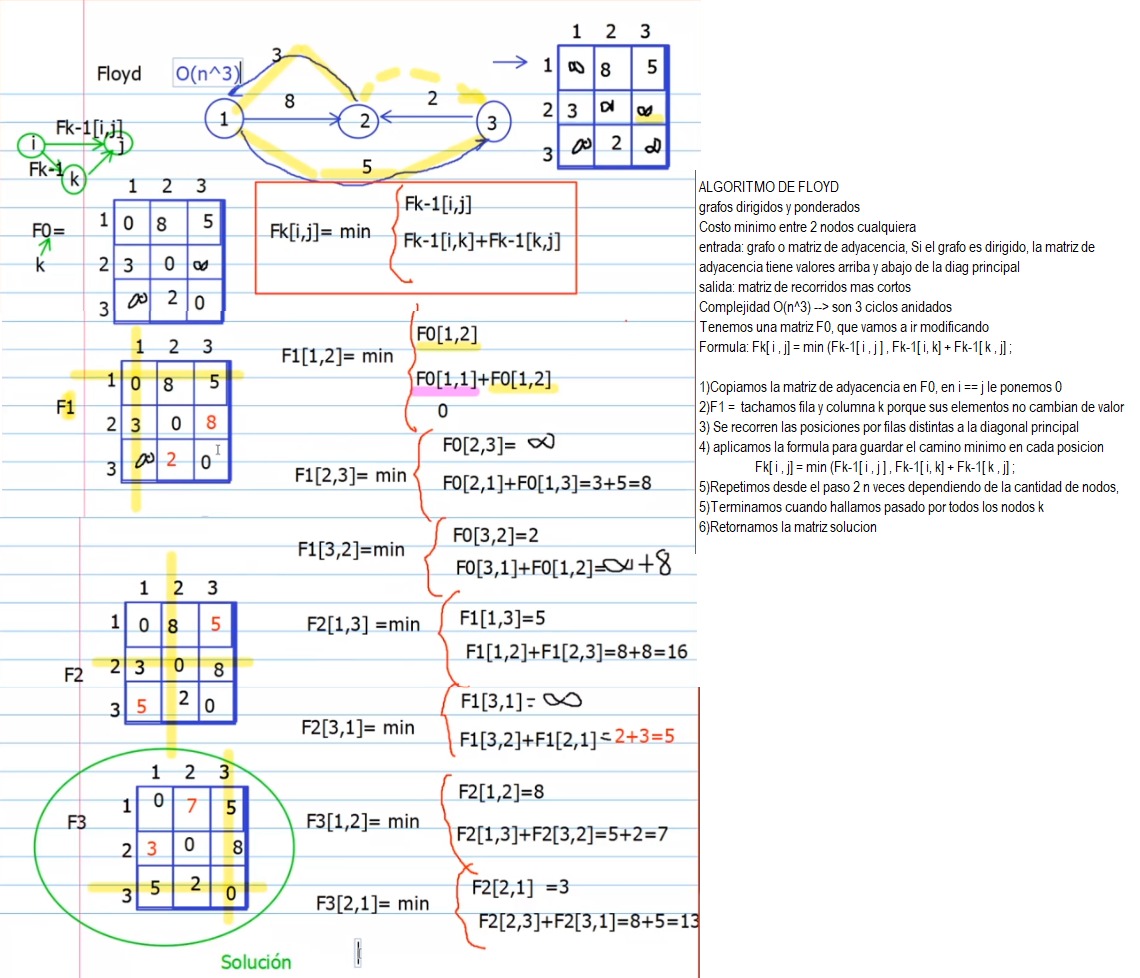 Floyd O(n^3)
3
8
2
5
1
2
3
1 2 3
1 ∞ 8 5
2 3 ∞ ∞
3 ∞ 2 ∞
i
j
k
Fk-1[i,j]
Fk-1
F0=
k
1 2 3
1 0 8 5
2 3 0 ∞
3 ∞ 2 0
Fk[i,j]= min
Fk-1[i,j]
Fk-1[i,k]+Fk-1[k,j]
F1
1 2 3
1 0 8 5
2 3 0 8
3 ∞ 2 0
F1[1,2]= min
F0[1,2]
F0[1,1]+F0[1,2]
0
F1[2,3]= min
F0[2,3]= ∞
F0[2,1]+F0[1,3]=3+5=8
F1[3,2]=min
F0[3,2]=2
F0[3,1]+F0[1,2]=∞+8
F2
1 2 3
1 0 8 5
2 3 0 8
3 5 2 0
F2[1,3] =min
F1[1,3]=5
F1[1,2]+F1[2,3]=8+8=16
F2[3,1]= min
F1[3,1]= ∞
F1[3,2]+F1[2,1]=2+3=5
F3
1 2 3
1 0 7 5
2 3 0 8
3 5 2 0
F3[1,2]= min
F2[1,2]=8
F2[1,3]+F2[3,2]=5+2=7
F3[2,1]= min
F2[2,1] =3
F2[2,3]+F2[3,1]=8+5=13
Solución
ALGORITMO DE FLOYD
grafos dirigidos y ponderados
Costo minimo entre 2 nodos cualquiera
entrada: grafo o matriz de adyacencia, Si el grafo es dirigido, la matriz de
adyacencia tiene valores arriba y abajo de la diag principal
salida: matriz de recorridos mas cortos
Complejidad O(n^3) --> son 3 ciclos anidados
Tenemos una matriz F0, que vamos a ir modificando
Formula: Fk[ i , j] = min (Fk-1[ i , j ] , Fk-1[ i, k] + Fk-1[ k , j] ;
1)Copiamos la matriz de adyacencia en F0, en i == j le ponemos 0
2)F1 = tachamos fila y columna k porque sus elementos no cambian de valor
3) Se recorren las posiciones por filas distintas a la diagonal principal
4) aplicamos la formula para guardar el camino minimo en cada posicion
Fk[ i , j] = min (Fk-1[ i , j ] , Fk-1[ i, k] + Fk-1[ k , j] ;
5)Repetimos desde el paso 2 n veces dependiendo de la cantidad de nodos,
5)Terminamos cuando hallamos pasado por todos los nodos k
6)Retornamos la matriz solucion